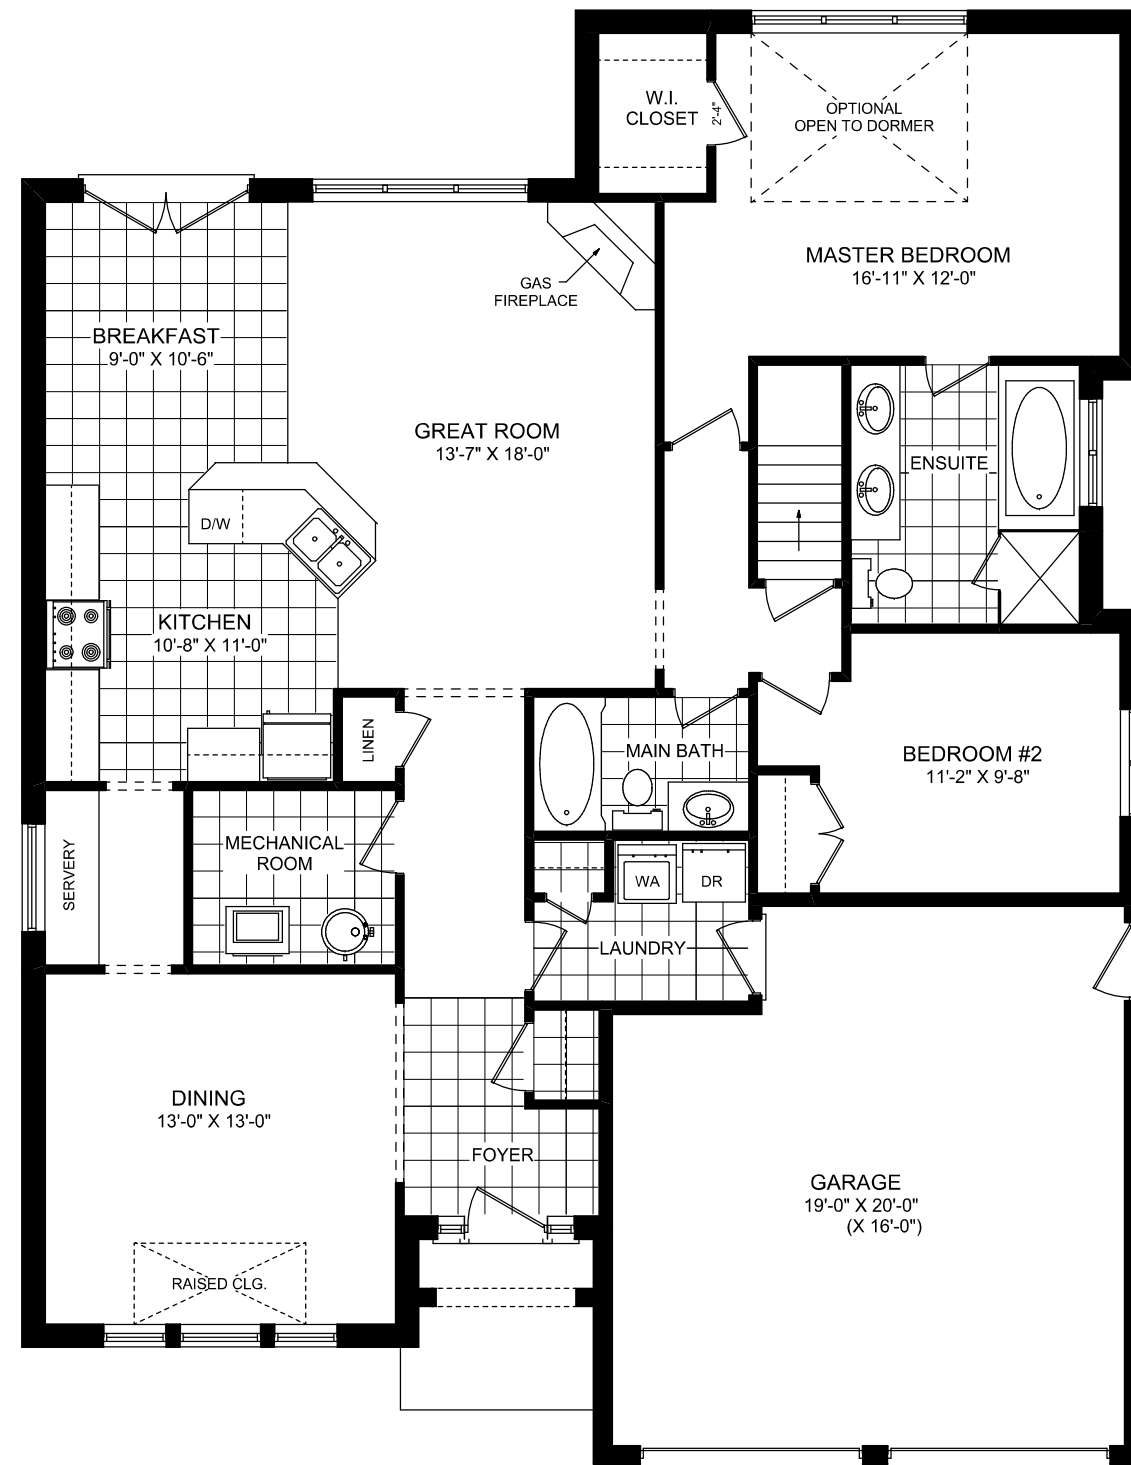 W.I.
CLOSET
2'-4"
OPTIONAL
OPEN TO DORMER
MASTER BEDROOM
16'-11" X 12'-0"
GAS
FIREPLACE
BREAKFAST
9'-0" X 10'-6"
GREAT ROOM
13'-7" X 18'-0"
ENSUITE
D/W
KITCHEN
10'-8" X 11'-0"
LINEN
MAIN BATH
BEDROOM #2
11'-2" X 9'-8"
SERVERY
MECHANICAL
ROOM
WA
DR
LAUNDRY
DINING
13'-0" X 13'-0"
FOYER
GARAGE
19'-0" X 20'-0"
(X 16'-0")
RAISED CLG.